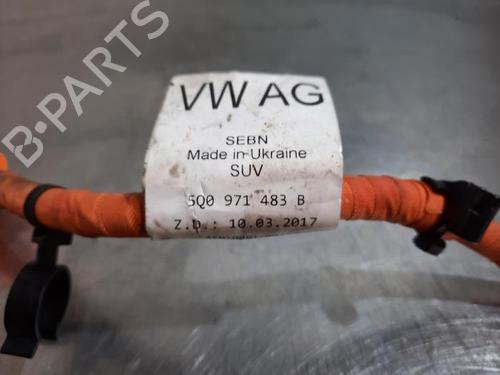 B-PARTS
VW AG
SEBN
Made in Ukraine
SUV
5Q0 971 483 B
Z.D.: 10.03.2017